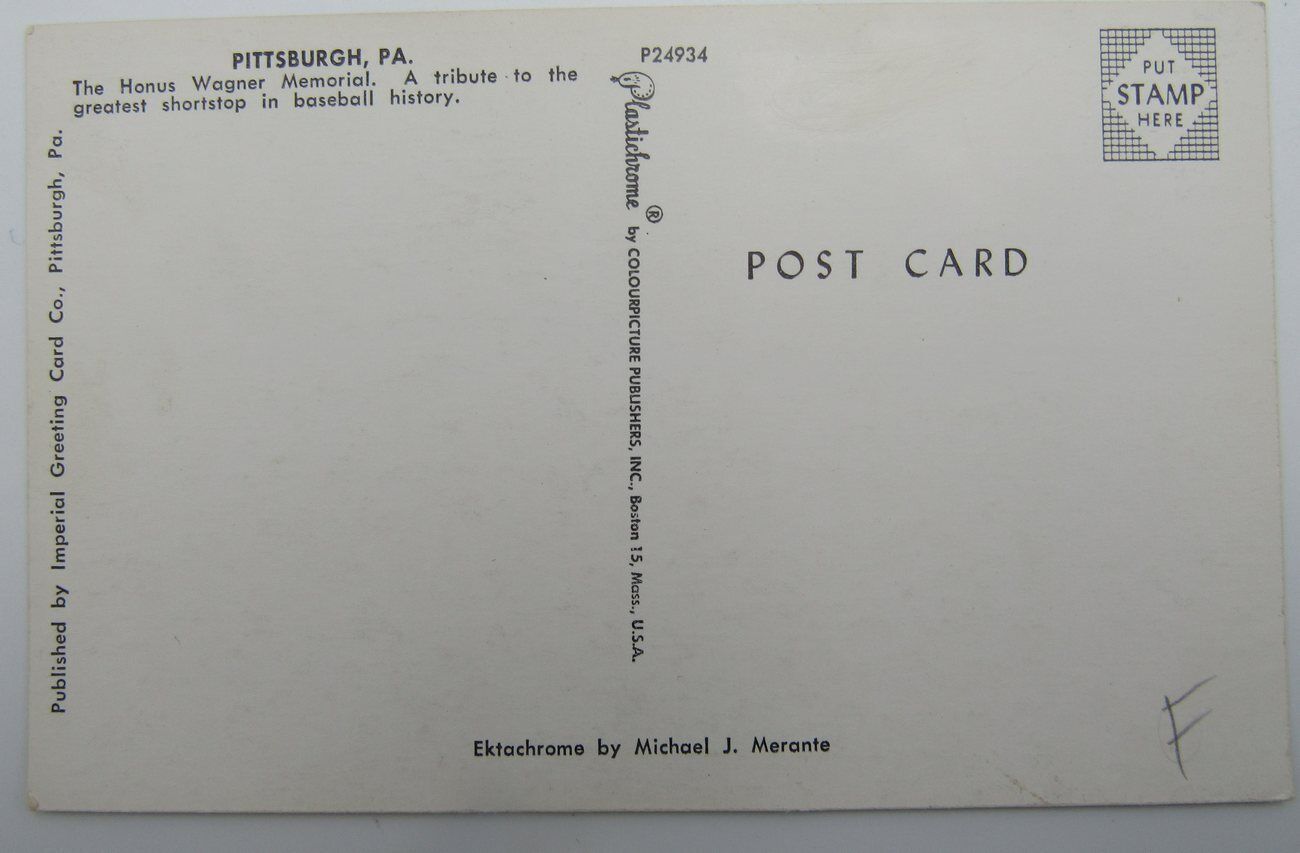 PITTSBURGH, PA.
The Honus Wagner Memorial. A tribute to the
greatest shortstop in baseball history.
Published by Imperial Greeting Card Co., Pittsburgh, Pa.
P24934
Plastichrome ® by COLOURPICTURE PUBLISHERS, INC., Boston 15, Mass., U.S.A.
PUT
STAMP
HERE
POST CARD
Ektachrome by Michael J. Merante
F